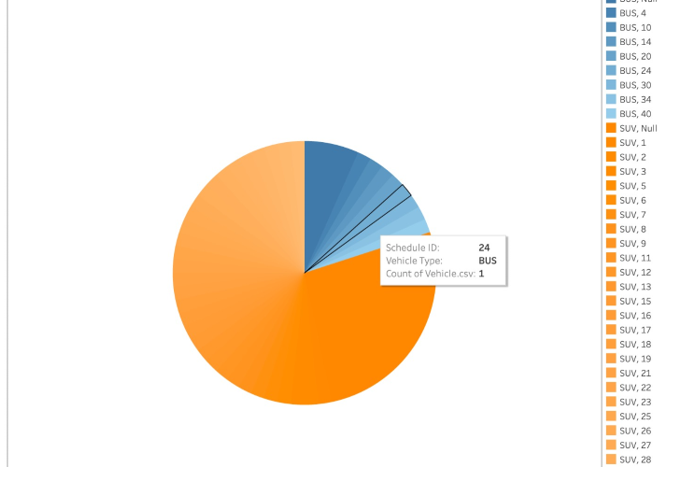 BUS, Null
BUS, 4
BUS, 10
BUS, 14
BUS, 20
BUS, 24
BUS, 30
BUS, 34
BUS, 40
SUV, Null
SUV, 1
SUV, 2
SUV, 3
SUV, 5
SUV, 6
SUV, 7
SUV, 8
SUV, 9
SUV, 11
SUV, 12
SUV, 13
SUV, 15
SUV, 16
SUV, 17
SUV, 18
SUV, 19
SUV, 21
SUV, 22
SUV, 23
SUV, 25
SUV, 26
SUV, 27
SUV, 28
Schedule ID: 24
Vehicle Type: BUS
Count of Vehicle.csv: 1